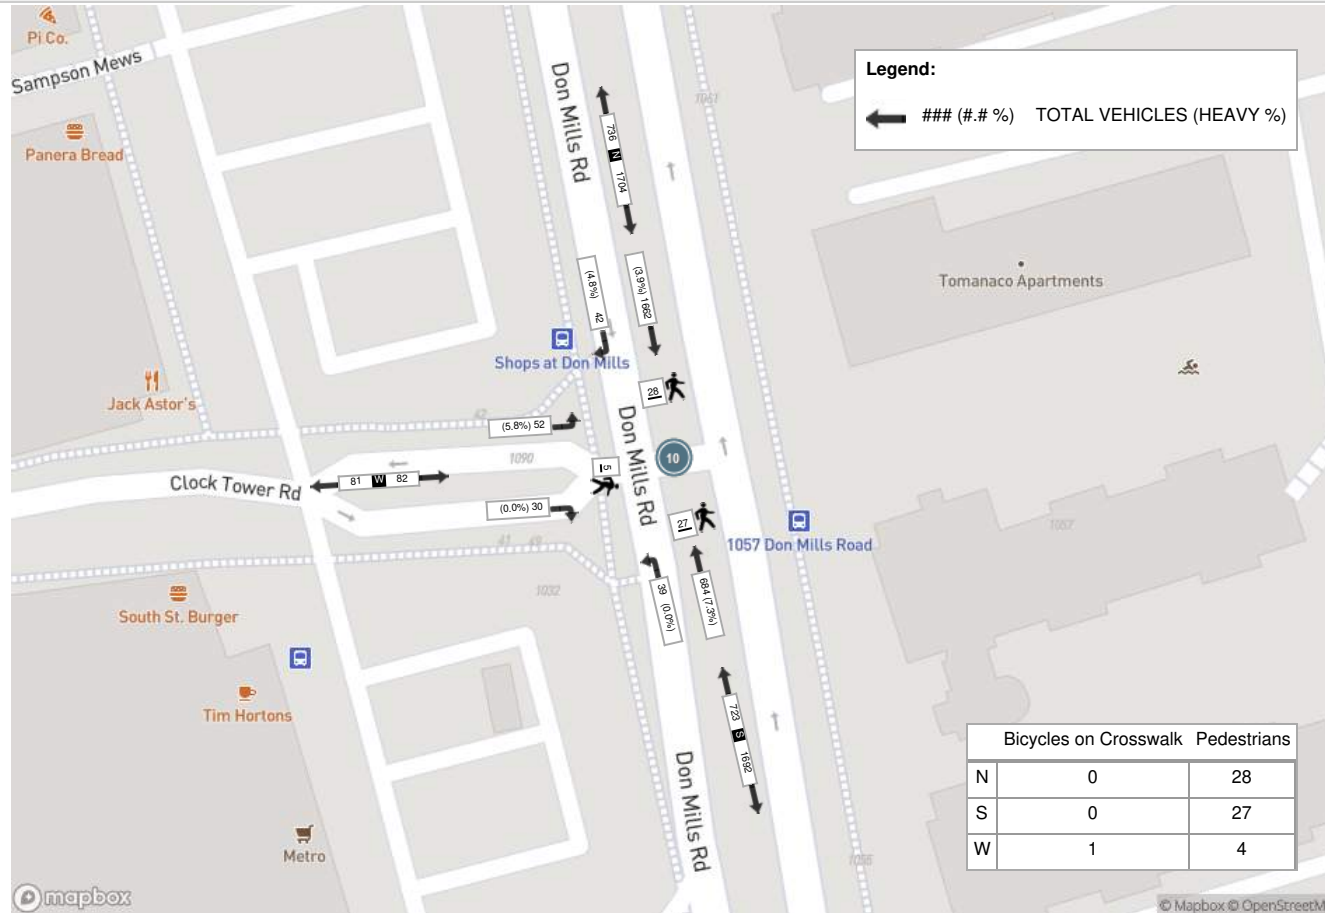 Pi Co.
Sampson Mews
Panera Bread
Don Mills Rd
1061
Legend:
### (#.# %) TOTAL VEHICLES (HEAVY %)
736 N 1704
(4.8%) 42
(3.9%) 1662
Tomanaco Apartments
Shops at Don Mills
Jack Astor's
28
42
(5.8%) 52
Don Mills Rd
10
5
1090
81 W 82
Clock Tower Rd
(0.0%) 30
27
1057 Don Mills Road
1057
41 49
1032
39 (0.0%)
684 (7.3%)
South St. Burger
Tim Hortons
723 S 1692
Don Mills Rd
Metro
Bicycles on Crosswalk Pedestrians
N 0 28
S 0 27
W 1 4
mapbox
© Mapbox © OpenStreetM